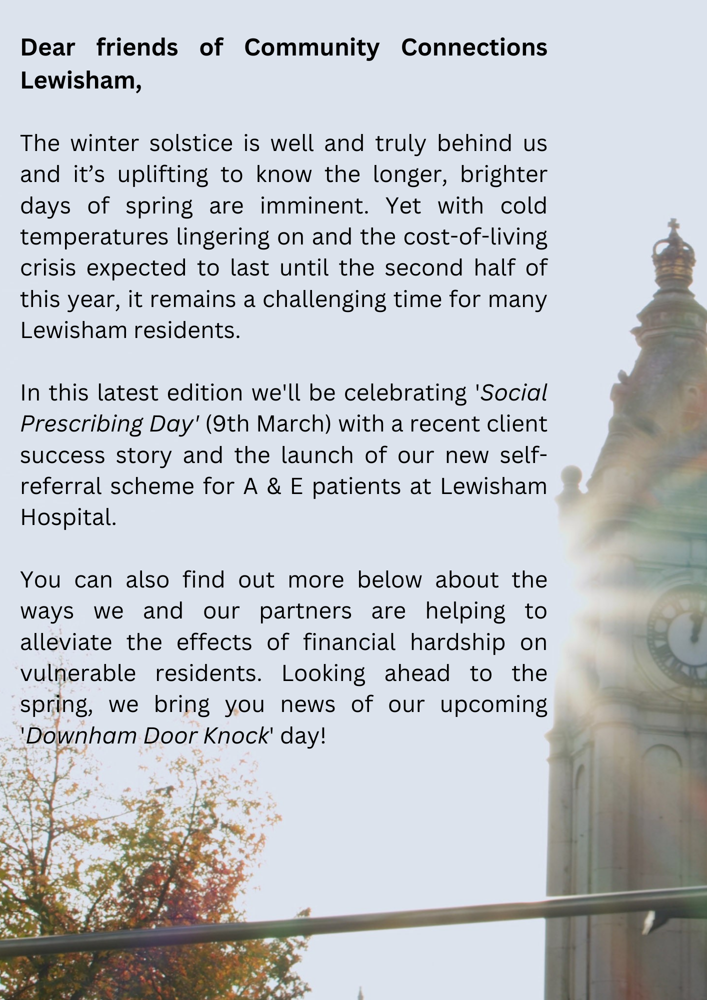 Dear friends of Community Connections
Lewisham,
The winter solstice is well and truly behind us
and it’s uplifting to know the longer, brighter
days of spring are imminent. Yet with cold
temperatures lingering on and the cost-of-living
crisis expected to last until the second half of
this year, it remains a challenging time for many
Lewisham residents.
In this latest edition we'll be celebrating 'Social
Prescribing Day' (9th March) with a recent client
success story and the launch of our new self-
referral scheme for A & E patients at Lewisham
Hospital.
You can also find out more below about the
ways we and our partners are helping to
alleviate the effects of financial hardship on
vulnerable residents. Looking ahead to the
spring, we bring you news of our upcoming
'Downham Door Knock' day!